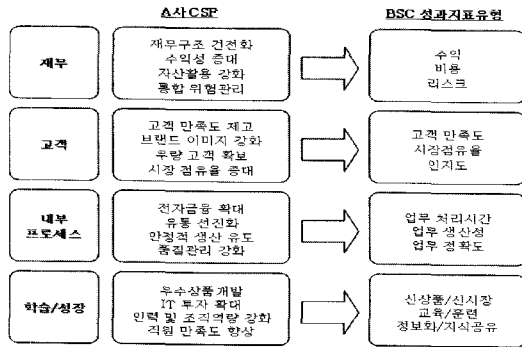 A사 CSP
BSC 성과지표유형
재무
재무구조 건전화
수익성 증대
자산활용 강화
통합 위험관리
수익
비용
리스크
고객
고객 만족도 제고
브랜드 이미지 강화
우량 고객 확보
시장 점유율 증대
고객 만족도
시장점유율
인지도
내부
프로세스
전자금융 확대
유통 선진화
안정적 생산 유도
품질관리 강화
업무 처리시간
업무 생산성
업무 정확도
학습/성장
우수상품개발
IT 투자 확대
인력 및 조직역량 강화
직원 만족도 향상
신상품/신시장
교육/훈련
정보화/지식공유